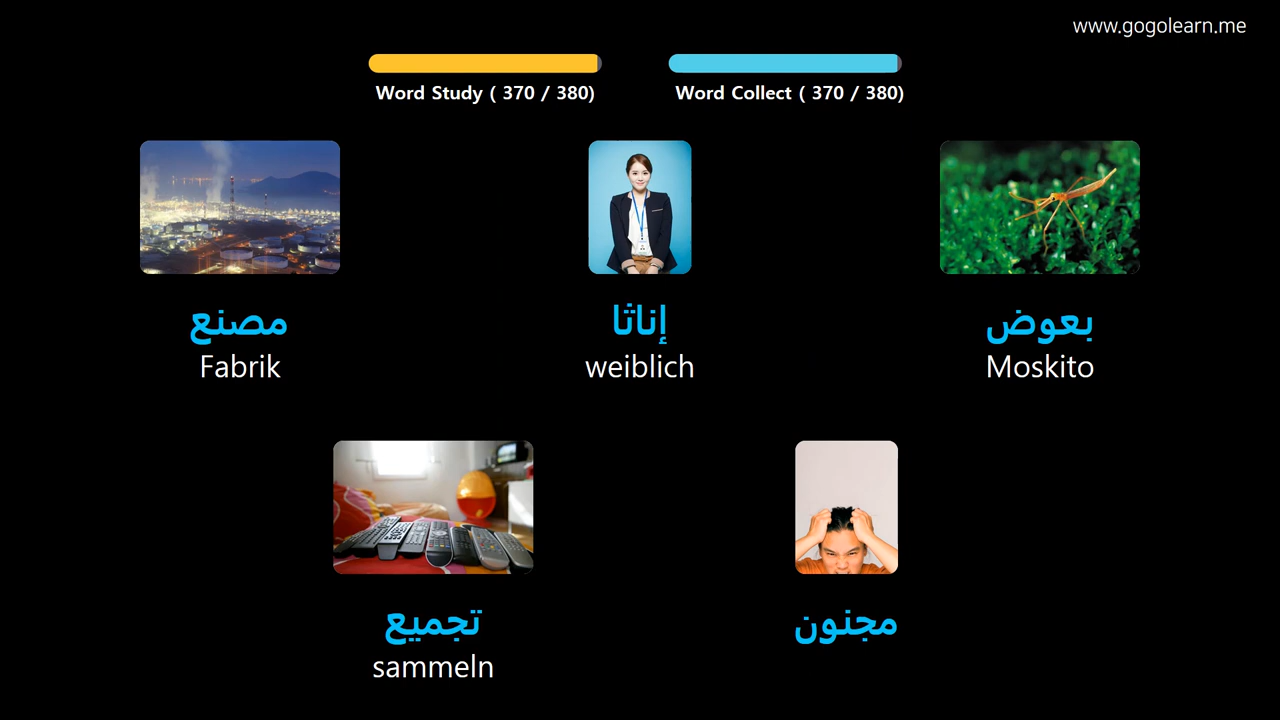 www.gogolearn.me
Word Study ( 370 / 380)
Word Collect ( 370 / 380)
مصنع
Fabrik
إناثا
weiblich
بعوض
Moskito
تجميع
sammeln
مجنون